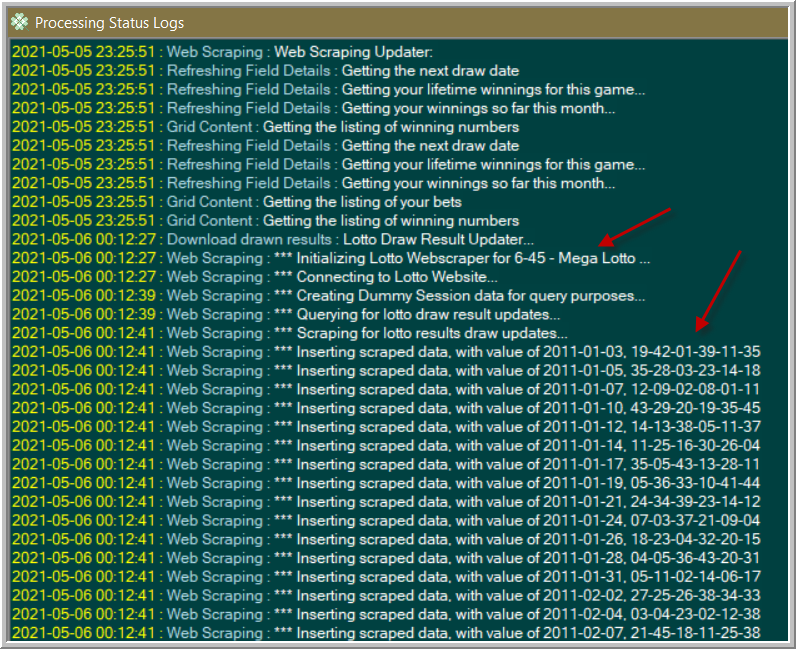 Processing Status Logs
2021-05-05 23:25:51 : Web Scraping : Web Scraping Updater:
2021-05-05 23:25:51 : Refreshing Field Details : Getting the next draw date
2021-05-05 23:25:51 : Refreshing Field Details : Getting your lifetime winnings for this game...
2021-05-05 23:25:51 : Refreshing Field Details : Getting your winnings so far this month...
2021-05-05 23:25:51 : Grid Content : Getting the listing of winning numbers
2021-05-05 23:25:51 : Refreshing Field Details : Getting the next draw date
2021-05-05 23:25:51 : Refreshing Field Details : Getting your lifetime winnings for this game...
2021-05-05 23:25:51 : Refreshing Field Details : Getting your winnings so far this month...
2021-05-05 23:25:51 : Grid Content : Getting the listing of your bets
2021-05-05 23:25:51 : Grid Content : Getting the listing of winning numbers
2021-05-06 00:12:27 : Download drawn results : Lotto Draw Result Updater...
2021-05-06 00:12:27 : Web Scraping : *** Initializing Lotto Webscraper for 6-45 - Mega Lotto ...
2021-05-06 00:12:27 : Web Scraping : *** Connecting to Lotto Website...
2021-05-06 00:12:39 : Web Scraping : *** Creating Dummy Session data for query purposes...
2021-05-06 00:12:39 : Web Scraping : *** Querying for lotto draw result updates...
2021-05-06 00:12:41 : Web Scraping : *** Scraping for lotto results draw updates...
2021-05-06 00:12:41 : Web Scraping : *** Inserting scraped data, with value of 2011-01-03, 19-42-01-39-11-35
2021-05-06 00:12:41 : Web Scraping : *** Inserting scraped data, with value of 2011-01-05, 35-28-03-23-14-18
2021-05-06 00:12:41 : Web Scraping : *** Inserting scraped data, with value of 2011-01-07, 12-09-02-08-01-11
2021-05-06 00:12:41 : Web Scraping : *** Inserting scraped data, with value of 2011-01-10, 43-29-20-19-35-45
2021-05-06 00:12:41 : Web Scraping : *** Inserting scraped data, with value of 2011-01-12, 14-13-38-05-11-37
2021-05-06 00:12:41 : Web Scraping : *** Inserting scraped data, with value of 2011-01-14, 11-25-16-30-26-04
2021-05-06 00:12:41 : Web Scraping : *** Inserting scraped data, with value of 2011-01-17, 35-05-43-13-28-11
2021-05-06 00:12:41 : Web Scraping : *** Inserting scraped data, with value of 2011-01-19, 05-36-33-10-41-44
2021-05-06 00:12:41 : Web Scraping : *** Inserting scraped data, with value of 2011-01-21, 24-34-39-23-14-12
2021-05-06 00:12:41 : Web Scraping : *** Inserting scraped data, with value of 2011-01-24, 07-03-37-21-09-04
2021-05-06 00:12:41 : Web Scraping : *** Inserting scraped data, with value of 2011-01-26, 18-23-04-32-20-15
2021-05-06 00:12:41 : Web Scraping : *** Inserting scraped data, with value of 2011-01-28, 04-05-36-43-20-31
2021-05-06 00:12:41 : Web Scraping : *** Inserting scraped data, with value of 2011-01-31, 05-11-02-14-06-17
2021-05-06 00:12:41 : Web Scraping : *** Inserting scraped data, with value of 2011-02-02, 27-25-26-38-34-33
2021-05-06 00:12:41 : Web Scraping : *** Inserting scraped data, with value of 2011-02-04, 03-04-23-02-12-38
2021-05-06 00:12:41 : Web Scraping : *** Inserting scraped data, with value of 2011-02-07, 21-45-18-11-25-38